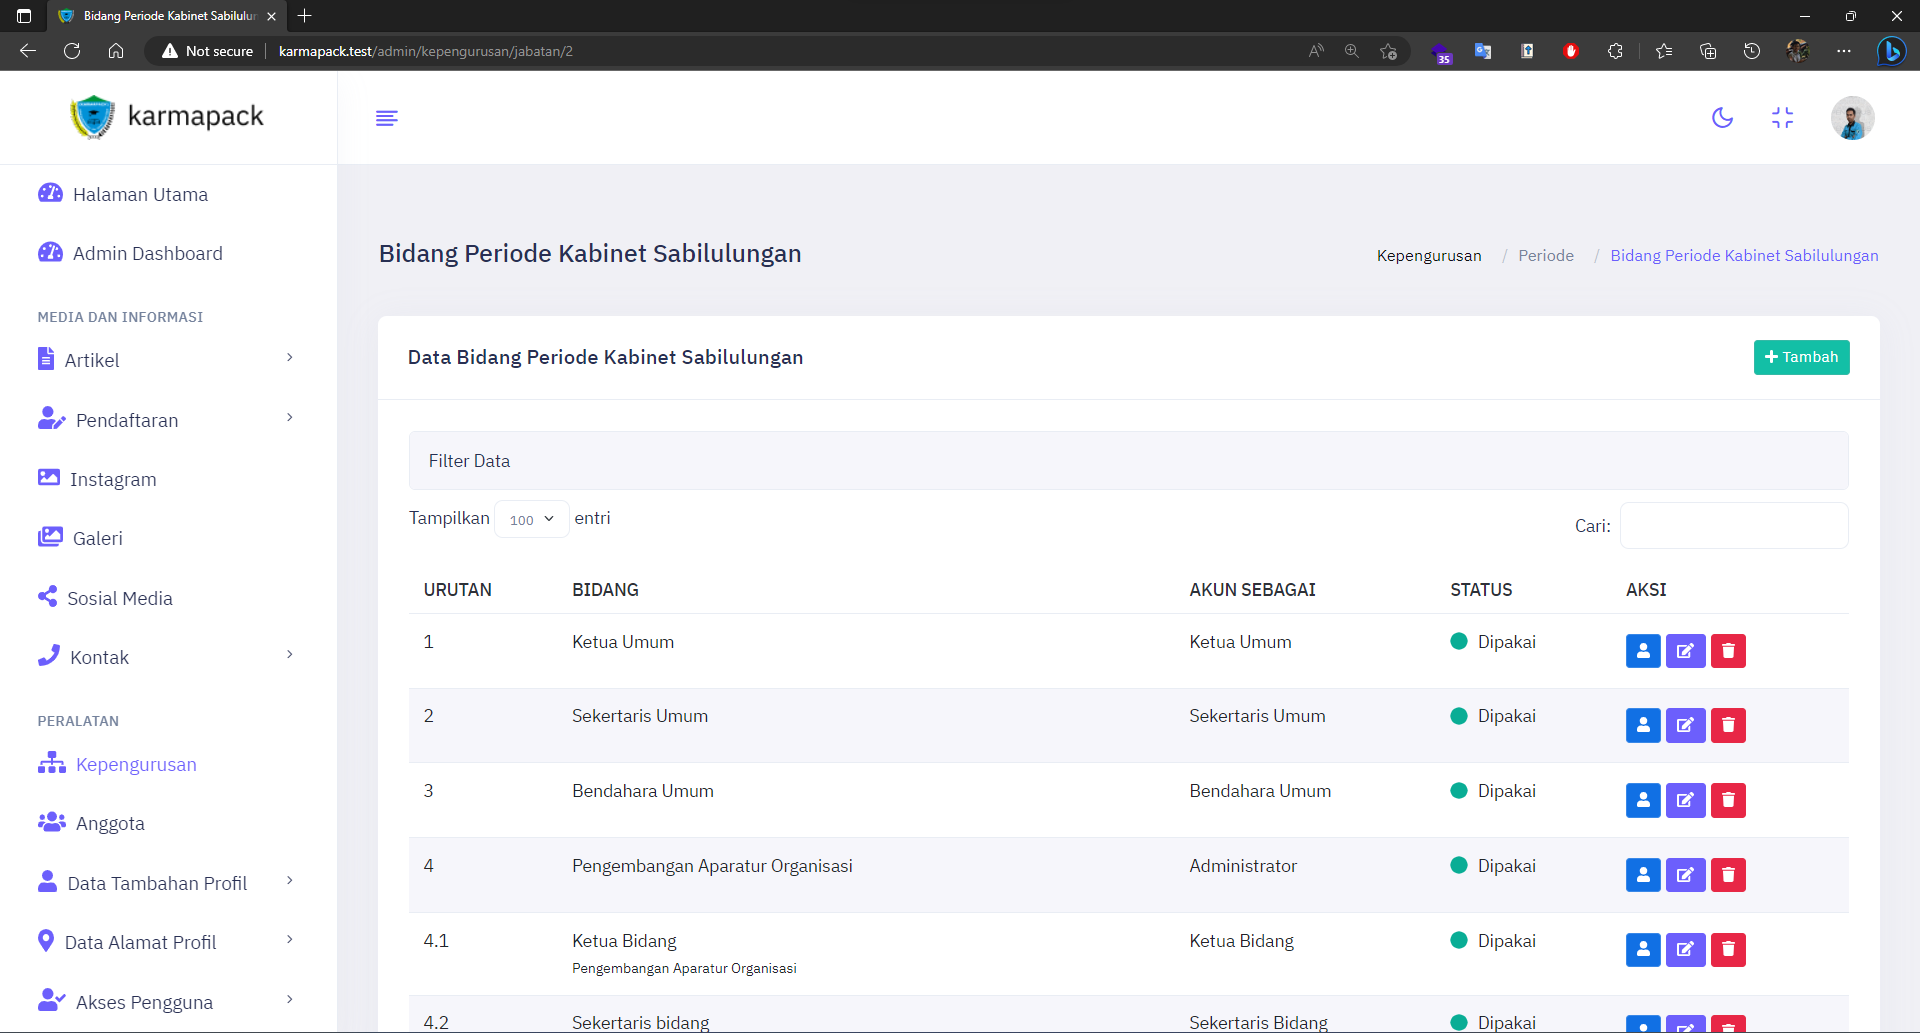 Bidang Periode Kabinet Sabilulur
Not secure
karmapack.test/admin/kepengurusan/jabatan/2
35
karmapack
Halaman Utama
Admin Dashboard
MEDIA DAN INFORMASI
Artikel
Pendaftaran
Instagram
Galeri
Sosial Media
Kontak
PERALATAN
Kepengurusan
Anggota
Data Tambahan Profil
Data Alamat Profil
Akses Pengguna
Bidang Periode Kabinet Sabilulungan
Kepengurusan / Periode / Bidang Periode Kabinet Sabilulungan
Data Bidang Periode Kabinet Sabilulungan
Tambah
Filter Data
Tampilkan 100 entri
Cari:
URUTAN BIDANG AKUN SEBAGAI STATUS AKSI
1 Ketua Umum Ketua Umum Dipakai
2 Sekertaris Umum Sekertaris Umum Dipakai
3 Bendahara Umum Bendahara Umum Dipakai
4 Pengembangan Aparatur Organisasi Administrator Dipakai
4.1 Ketua Bidang Ketua Bidang Dipakai
Pengembangan Aparatur Organisasi
4.2 Sekertaris bidang Sekertaris Bidang Dipakai